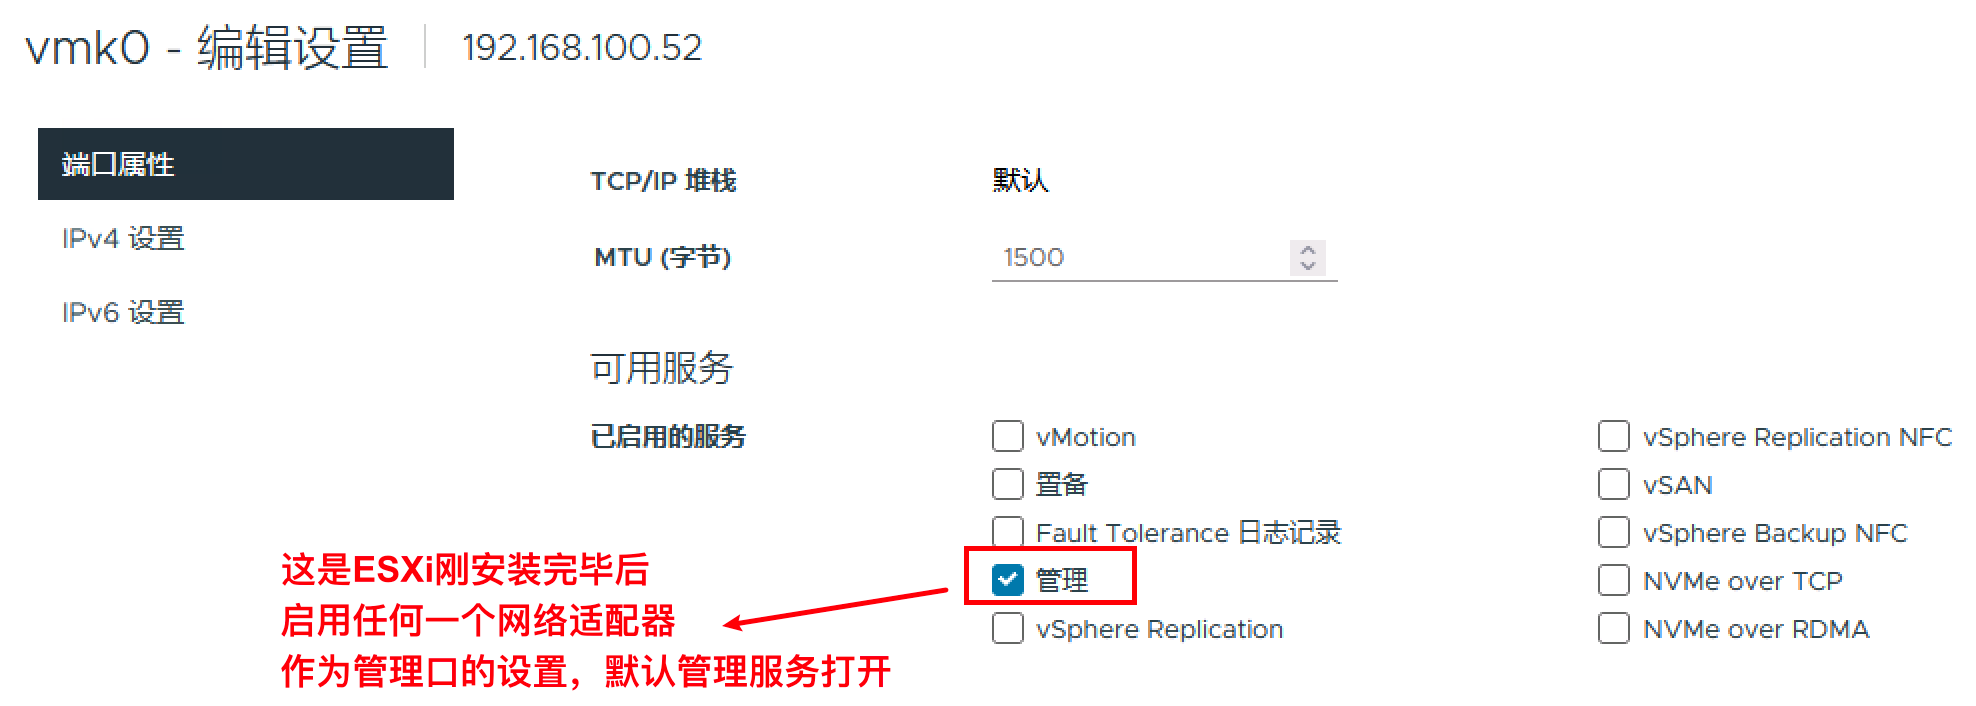 vmk0 - 编辑设置 192.168.100.52
端口属性
IPv4 设置
IPv6 设置
TCP/IP 堆栈 默认
MTU (字节) 1500
可用服务
已启用的服务
vMotion
置备
Fault Tolerance 日志记录
管理
vSphere Replication
vSphere Replication NFC
vSAN
vSphere Backup NFC
NVMe over TCP
NVMe over RDMA
这是ESXi刚安装完毕后
启用任何一个网络适配器
作为管理口的设置，默认管理服务打开